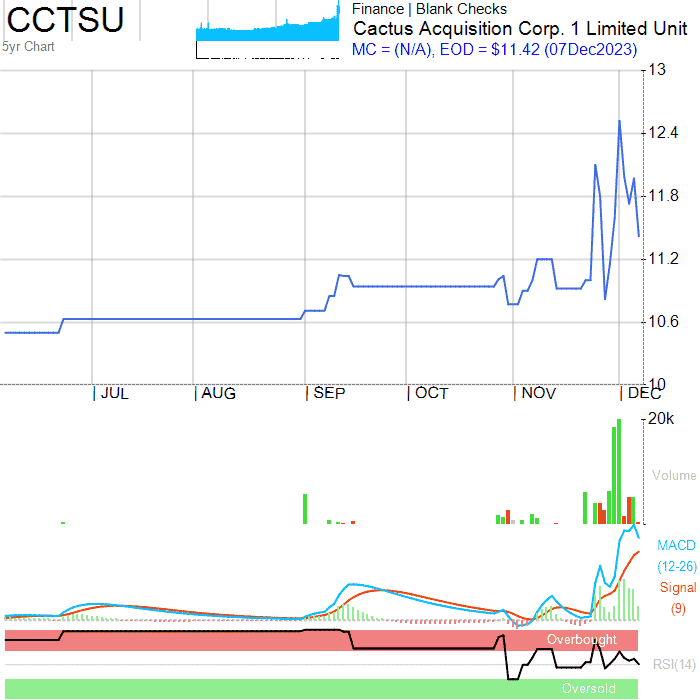 CCTSU
5yr Chart
Finance | Blank Checks
Cactus Acquisition Corp. 1 Limited Unit
MC = (N/A), EOD = $11.42 (07Dec2023)
13
12.4
11.8
11.2
10.6
10
JUL AUG SEP OCT NOV DEC
20k
Volume
MACD
(12-26)
Signal
(9)
Overbought
RSI(14)
Oversold